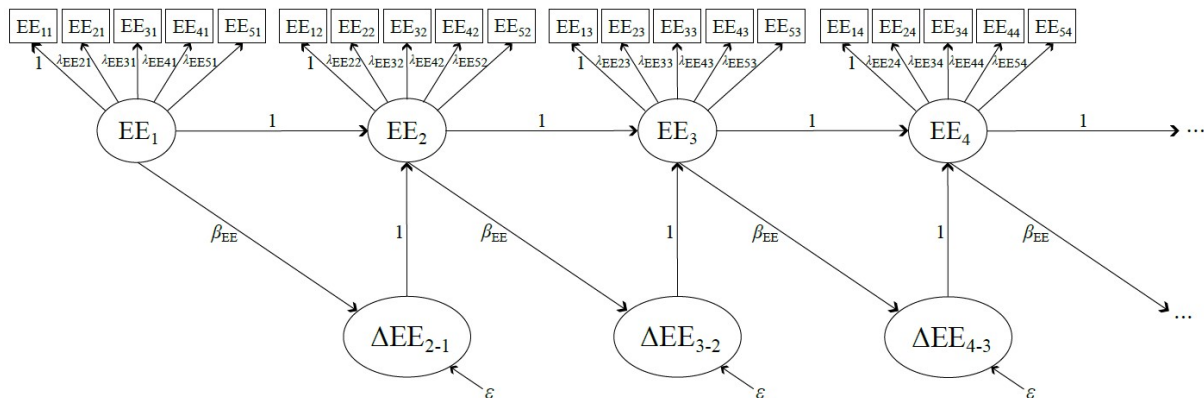 EE₁₁ EE₂₁ EE₃₁ EE₄₁ EE₅₁ EE₁₂ EE₂₂ EE₃₂ EE₄₂ EE₅₂ EE₁₃ EE₂₃ EE₃₃ EE₄₃ EE₅₃ EE₁₄ EE₂₄ EE₃₄ EE₄₄ EE₅₄
1 λEE21 λEE31 λEE41 λEE51 1 λEE22 λEE32 λEE42 λEE52 1 λEE23 λEE33 λEE43 λEE53 1 λEE24 λEE34 λEE44 λEE54
EE₁ 1 EE₂ 1 EE₃ 1 EE₄ 1 ...
βEE 1 βEE 1 βEE 1 βEE
...
ΔEE₂₋₁ ΔEE₃₋₂ ΔEE₄₋₃
ε ε ε